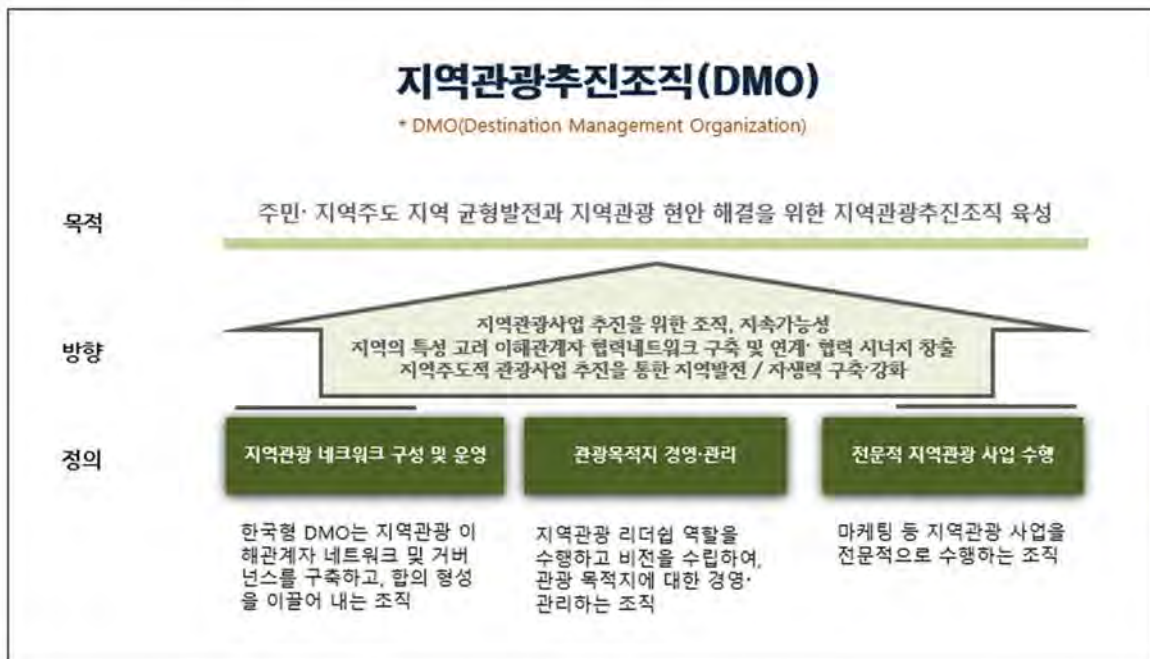 지역관광추진조직(DMO)
* DMO(Destination Management Organization)
목적
주민· 지역주도 지역 균형발전과 지역관광 현안 해결을 위한 지역관광추진조직 육성
방향
지역관광사업 추진을 위한 조직, 지속가능성
지역의 특성 고려 이해관계자 협력네트워크 구축 및 연계· 협력 시너지 창출
지역주도적 관광사업 추진을 통한 지역발전 / 자생력 구축·강화
정의
지역관광 네크워크 구성 및 운영
관광목적지 경영·관리
전문적 지역관광 사업 수행
한국형 DMO는 지역관광 이
해관계자 네트워크 및 거버
넌스를 구축하고, 합의 형성
을 이끌어 내는 조직
지역관광 리더쉽 역할을
수행하고 비전을 수립하여,
관광 목적지에 대한 경영·
관리하는 조직
마케팅 등 지역관광 사업을
전문적으로 수행하는 조직